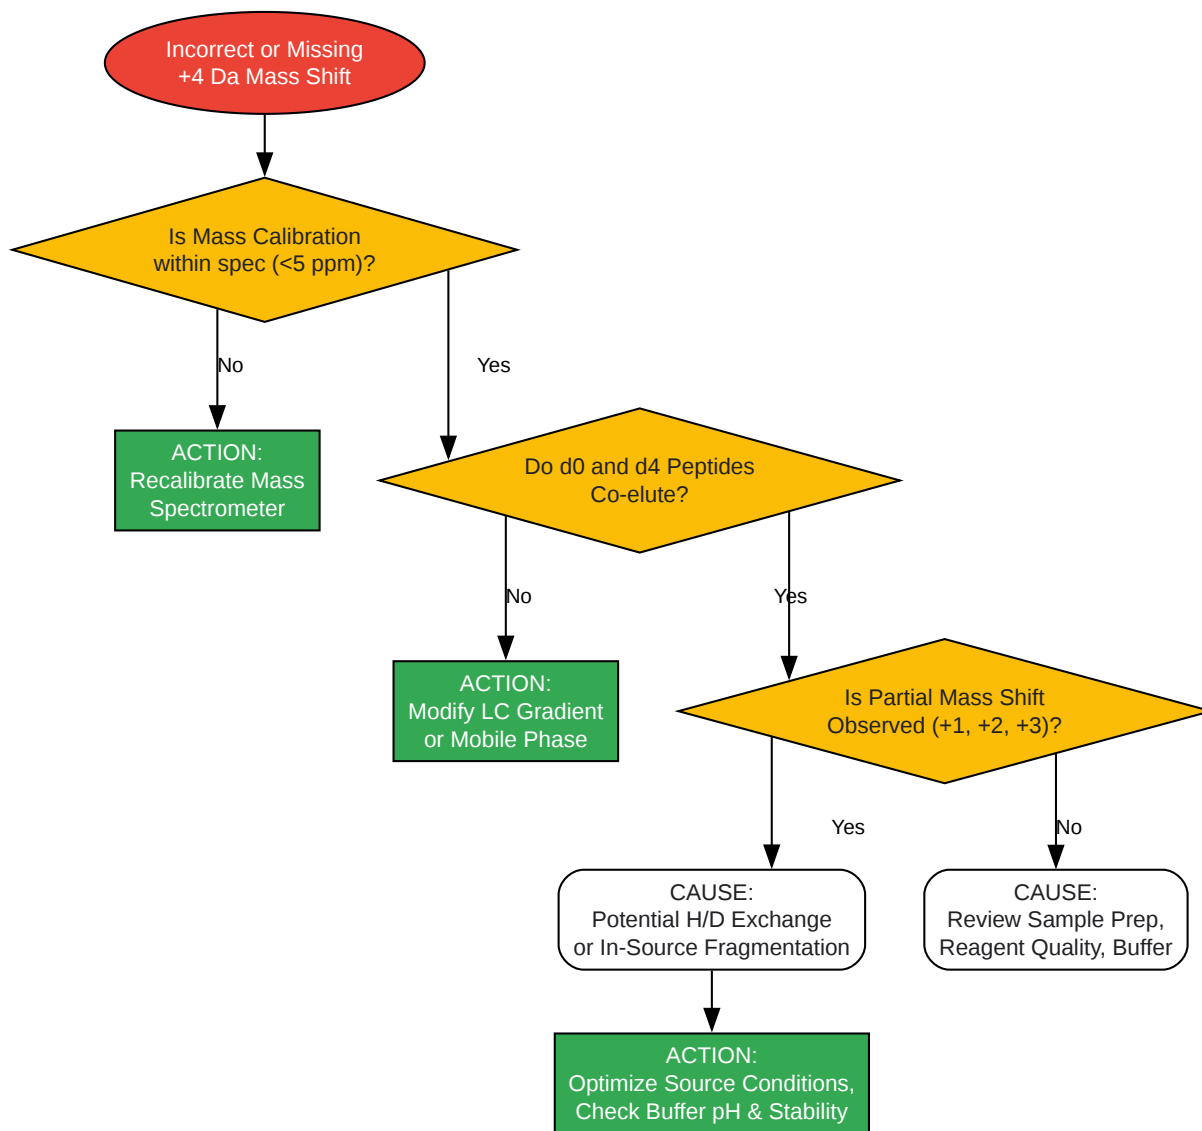 Incorrect or Missing
+4 Da Mass Shift
Is Mass Calibration
within spec (<5 ppm)?
No
Yes
ACTION:
Recalibrate Mass
Spectrometer
Do d0 and d4 Peptides
Co-elute?
No
Yes
ACTION:
Modify LC Gradient
or Mobile Phase
Is Partial Mass Shift
Observed (+1, +2, +3)?
Yes
No
CAUSE:
Potential H/D Exchange
or In-Source Fragmentation
CAUSE:
Review Sample Prep,
Reagent Quality, Buffer
ACTION:
Optimize Source Conditions,
Check Buffer pH & Stability